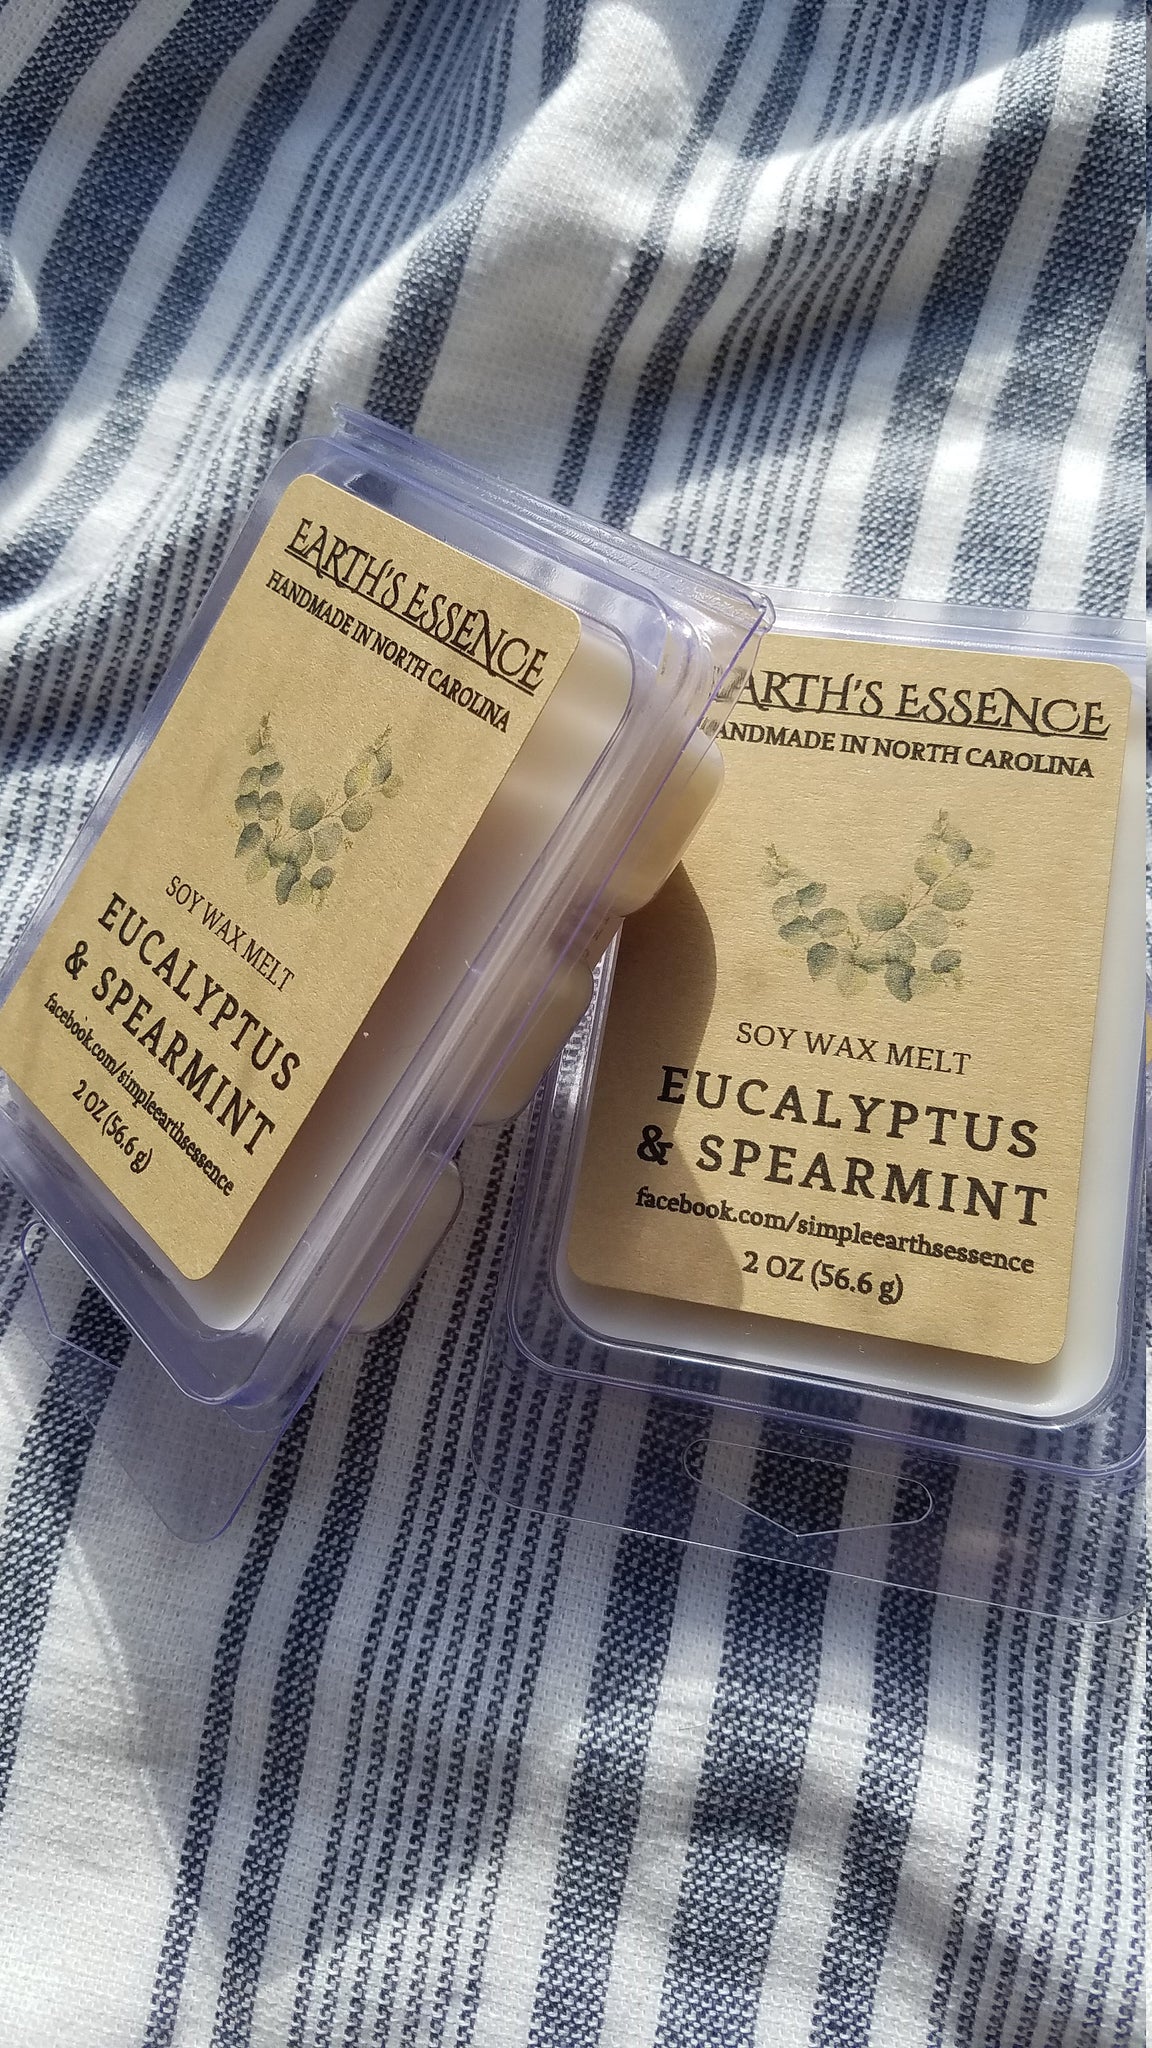 EARTH'S ESSENCE
HANDMADE IN NORTH CAROLINA
SOY WAX MELT
EUCALYPTUS
& SPEARMINT
facebook.com/simpleearthsessence
2 OZ (56.6 g)
EARTH'S ESSENCE
HANDMADE IN NORTH CAROLINA
SOY WAX MELT
EUCALYPTUS
& SPEARMINT
facebook.com/simpleearthsessence
2 OZ (56.6 g)